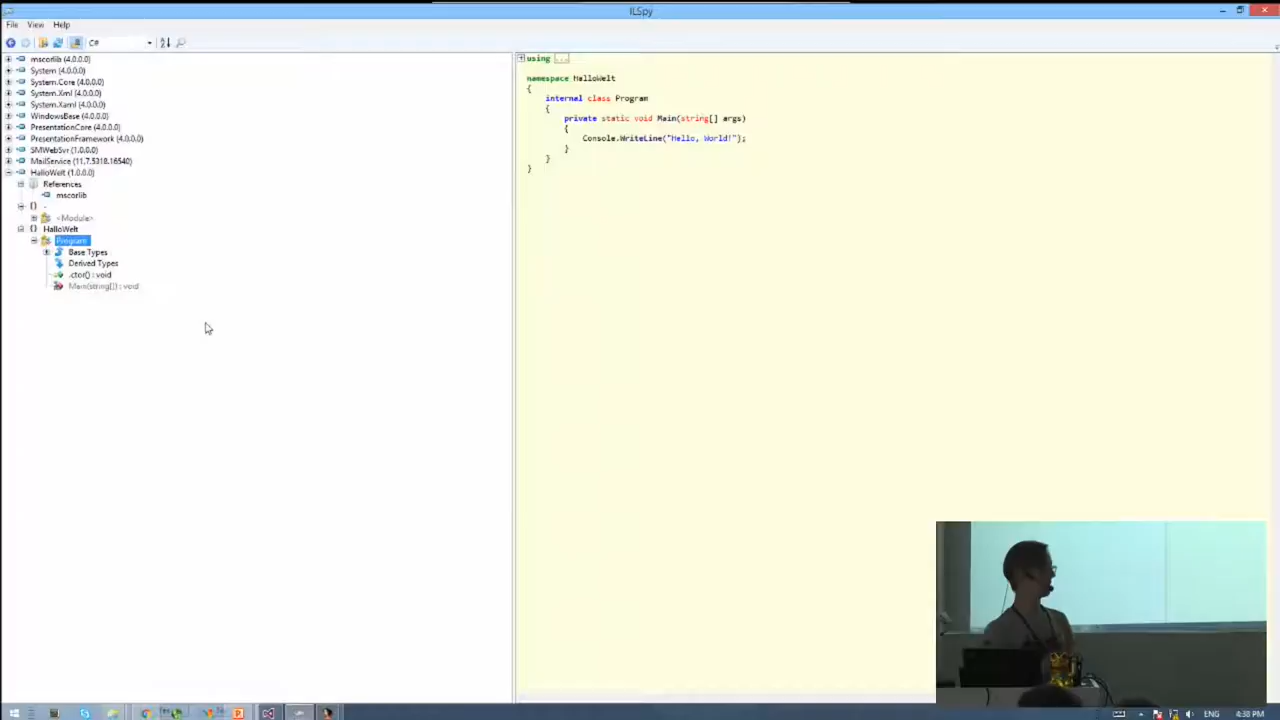 ILSpy
File View Help
C#
mscorlib (4.0.0.0)
System (4.0.0.0)
System.Core (4.0.0.0)
System.Xml (4.0.0.0)
System.Xaml (4.0.0.0)
WindowsBase (4.0.0.0)
PresentationCore (4.0.0.0)
PresentationFramework (4.0.0.0)
SMWebSvr (1.0.0.0)
MailService (11.7.5318.16540)
HalloWelt (1.0.0.0)
References
mscorlib
{} -
<Module>
{} HalloWelt
Program
Base Types
Derived Types
.ctor() : void
Main(string[]) : void
using ...
namespace HalloWelt
{
internal class Program
{
private static void Main(string[] args)
{
Console.WriteLine("Hello, World!");
}
}
}
ENG 4:38 PM